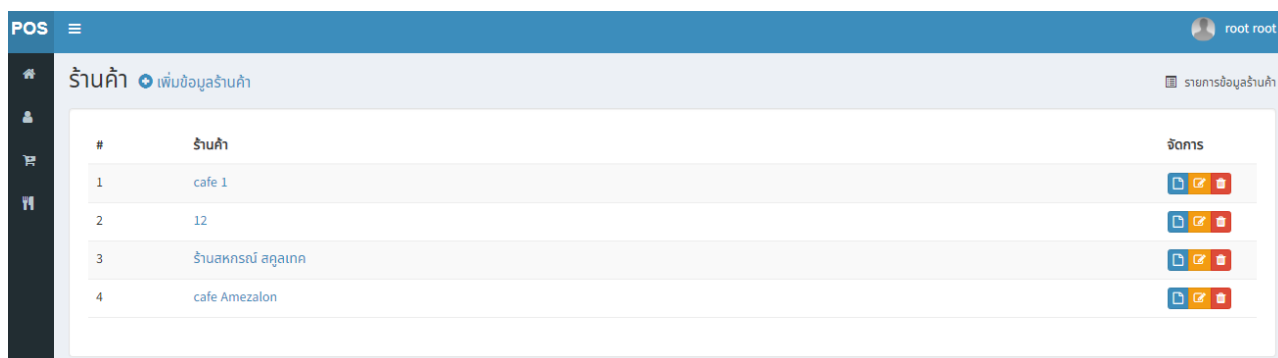 POS root root
ร้านค้า เพิ่มข้อมูลร้านค้า รายการข้อมูลร้านค้า
# ร้านค้า จัดการ
1 cafe 1
2 12
3 ร้านสหกรณ์ สคูลเทค
4 cafe Amezalon